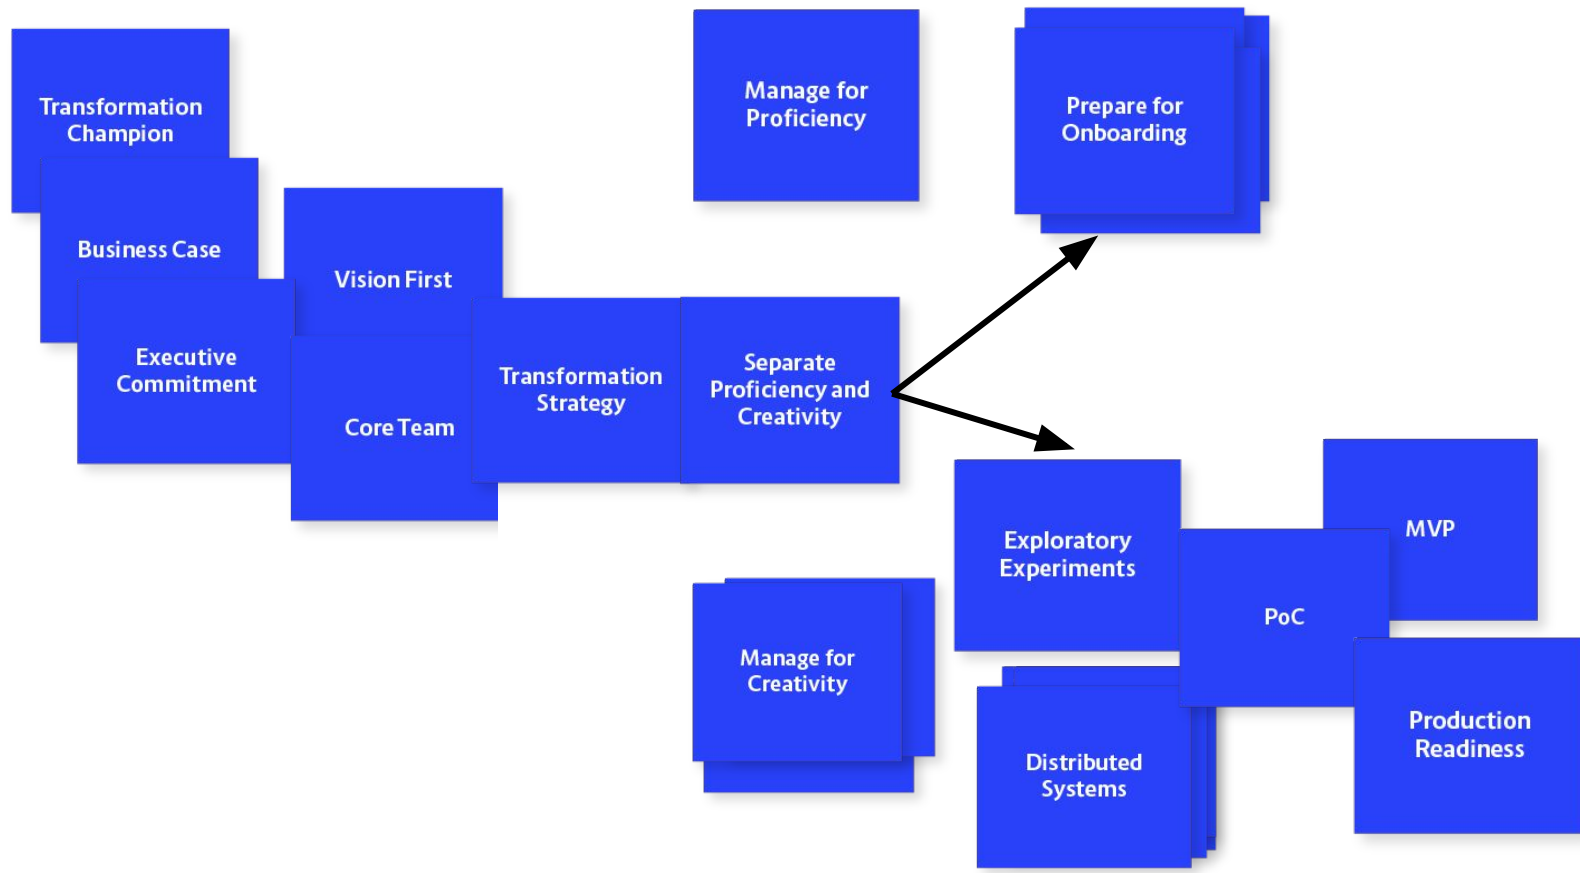 Transformation
Champion
Business Case
Executive
Commitment
Vision First
Core Team
Transformation
Strategy
Separate
Proficiency and
Creativity
Manage for
Proficiency
Prepare for
Onboarding
Manage for
Creativity
Exploratory
Experiments
Distributed
Systems
PoC
MVP
Production
Readiness